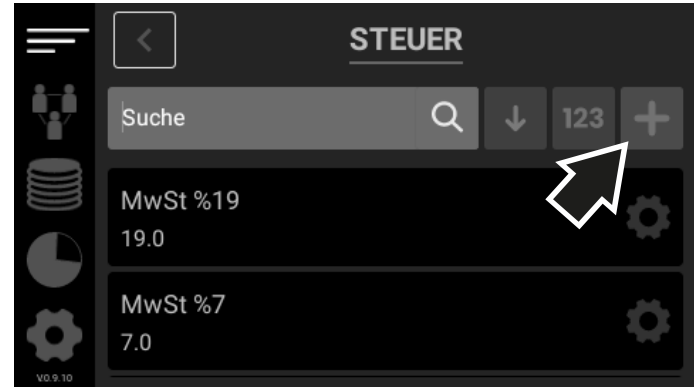 STEUER
Suche
123
MwSt %19
19.0
MwSt %7
7.0
V0.9.10